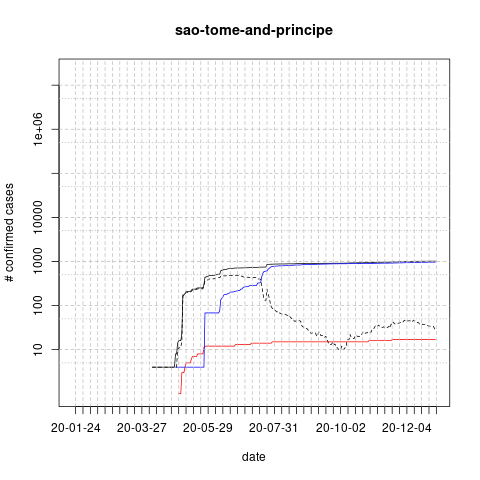 sao-tome-and-principe
# confirmed cases
1e+06
10000
1000
100
10
20-01-24 20-03-27 20-05-29 20-07-31 20-10-02 20-12-04
date